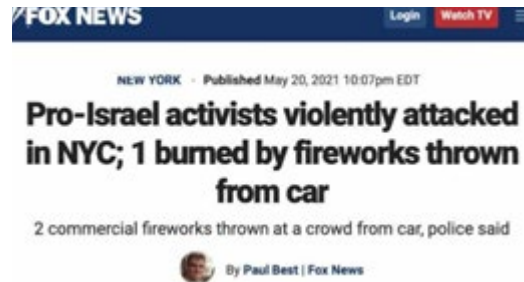 FOX NEWS
Login Watch TV
NEW YORK · Published May 20, 2021 10:07pm EDT
Pro-Israel activists violently attacked
in NYC; 1 burned by fireworks thrown
from car
2 commercial fireworks thrown at a crowd from car, police said
By Paul Best | Fox News